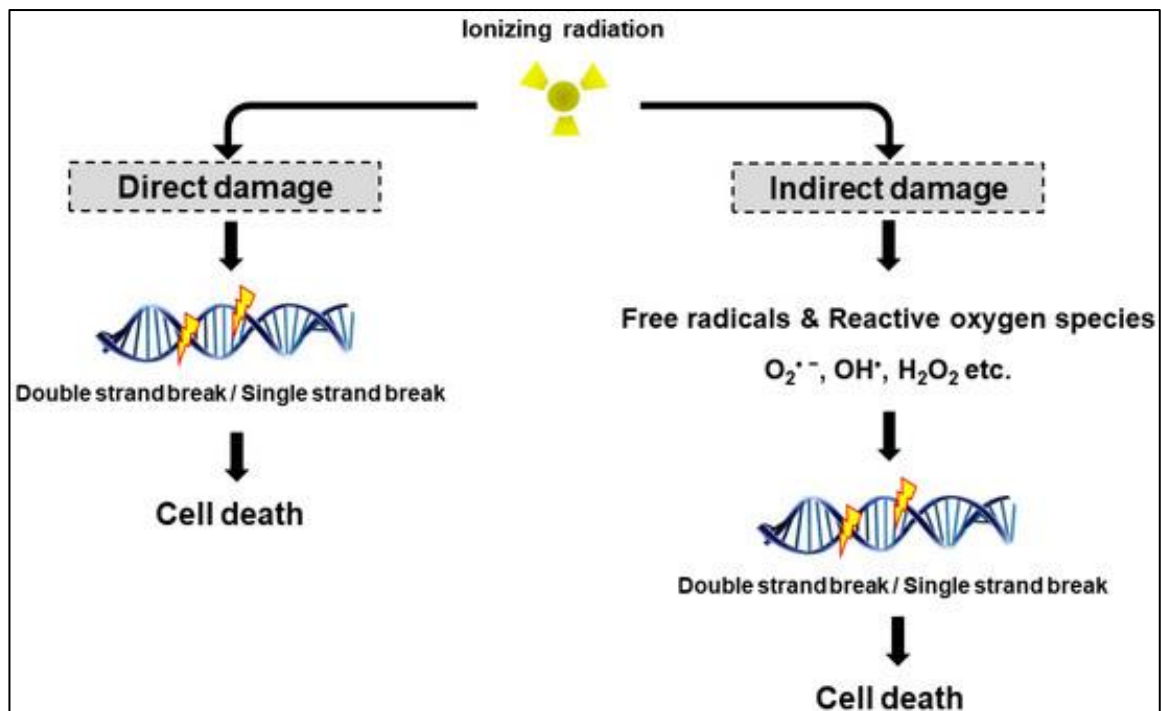 Ionizing radiation
Direct damage
Double strand break / Single strand break
Cell death
Indirect damage
Free radicals & Reactive oxygen species
O₂•⁻, OH•, H₂O₂ etc.
Double strand break / Single strand break
Cell death